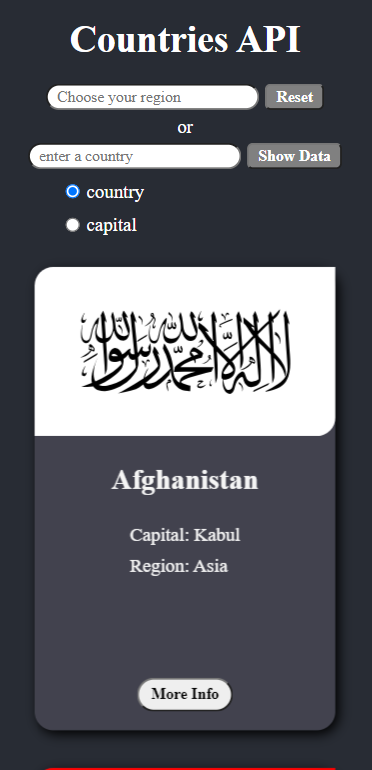 Countries API
Choose your region
Reset
or
enter a country
Show Data
country
capital
لا إله إلا الله محمد رسول الله
Afghanistan
Capital: Kabul
Region: Asia
More Info